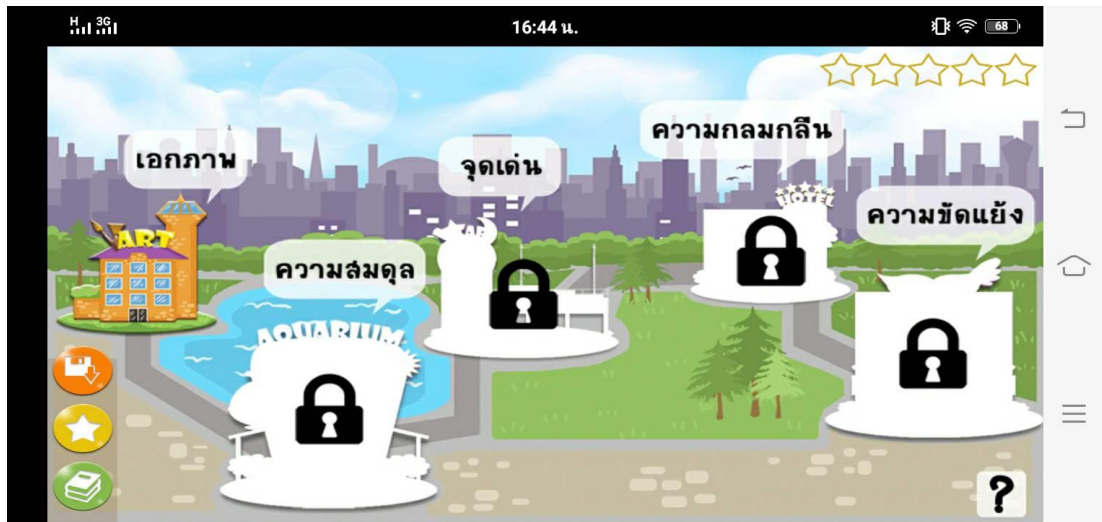 H 3G
16:44 น.
68
ความกลมกลืน
เอกภาพ
จุดเด่น
ความขัดแย้ง
ความสมดุล
ART
HOTEL
AQUARIUM
?